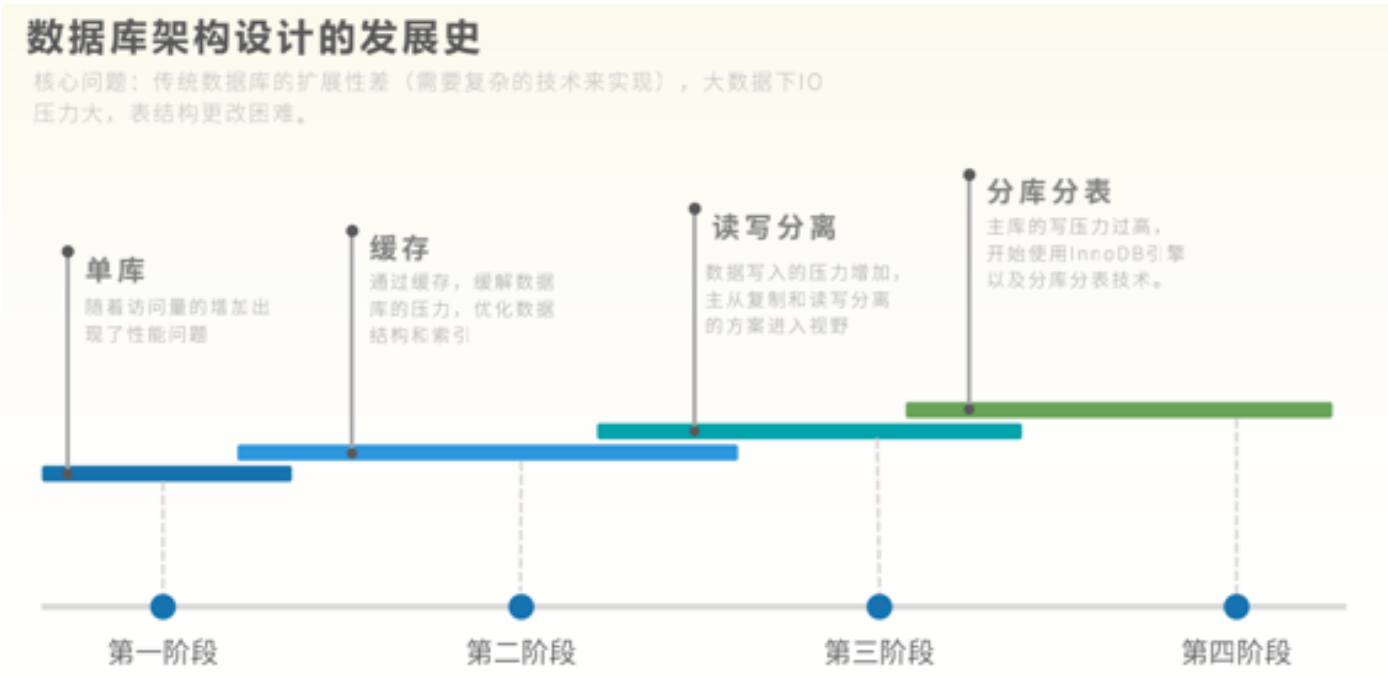 数据库架构设计的发展史
核心问题：传统数据库的扩展性差（需要复杂的技术来实现），大数据下IO
压力大，表结构更改困难。
单库
随着访问量的增加出
现了性能问题
缓存
通过缓存，缓解数据
库的压力，优化数据
结构和索引
读写分离
数据写入的压力增加，
主从复制和读写分离
的方案进入视野
分库分表
主库的写压力过高，
开始使用InnoDB引擎
以及分库分表技术。
第一阶段
第二阶段
第三阶段
第四阶段